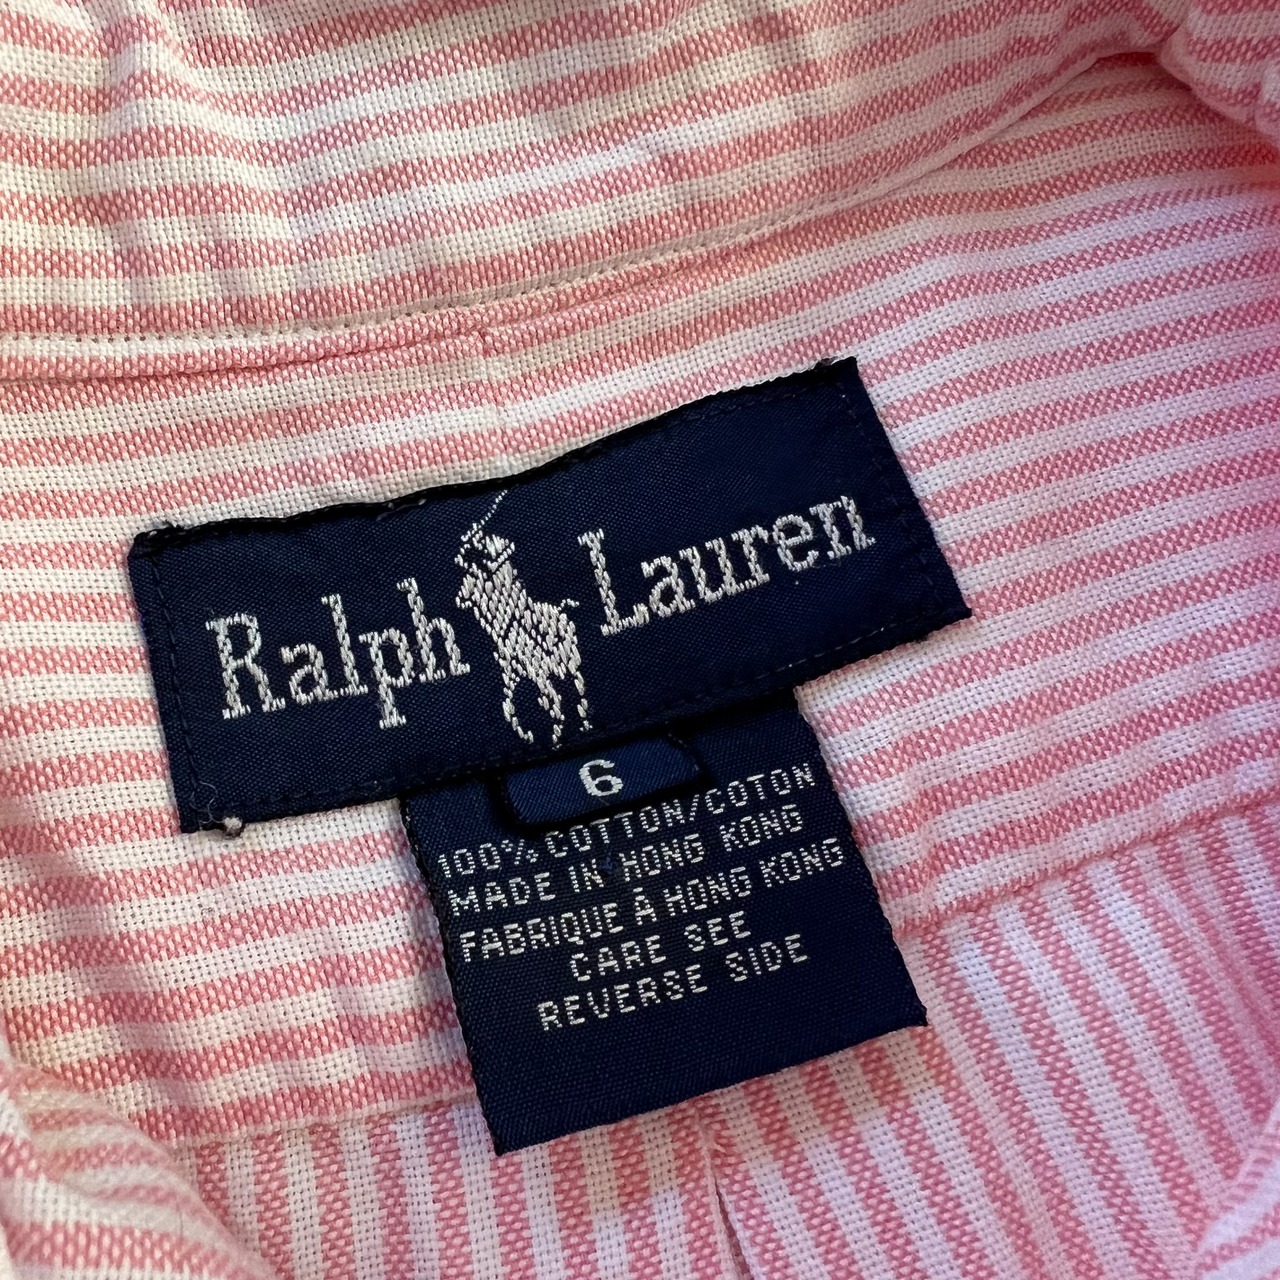 Ralph Lauren
6
100% COTTON/COTON
MADE IN HONG KONG
FABRIQUE À HONG KONG
CARE SEE
REVERSE SIDE